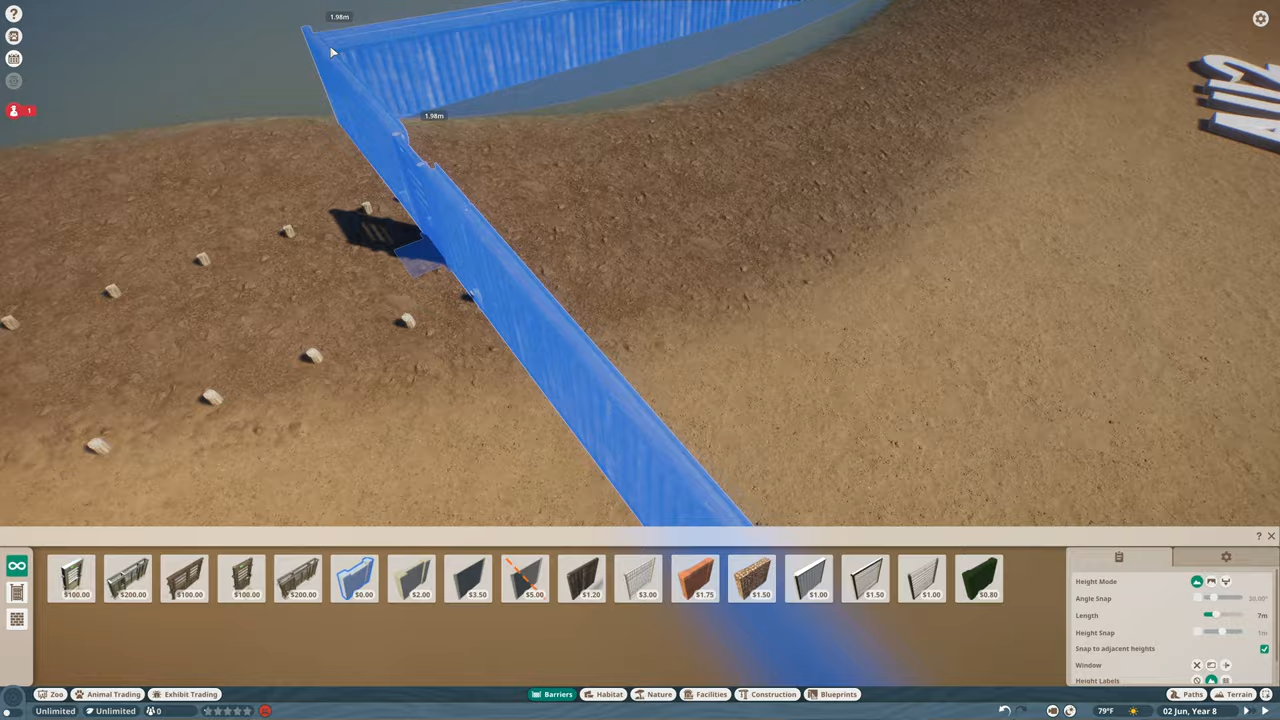 1.98m
1.98m
AU2
1
$100.00
$200.00
$100.00
$100.00
$200.00
$0.00
$2.00
$3.50
$5.00
$1.20
$3.00
$1.75
$1.50
$1.00
$1.50
$1.00
$0.80
Height Mode
Angle Snap 30.00°
Length 7m
Height Snap 1m
Snap to adjacent heights
Window
Height Labels
Zoo
Animal Trading
Exhibit Trading
Barriers
Habitat
Nature
Facilities
Construction
Blueprints
Paths
Terrain
Unlimited
Unlimited
0
79°F
02 Jun, Year 8